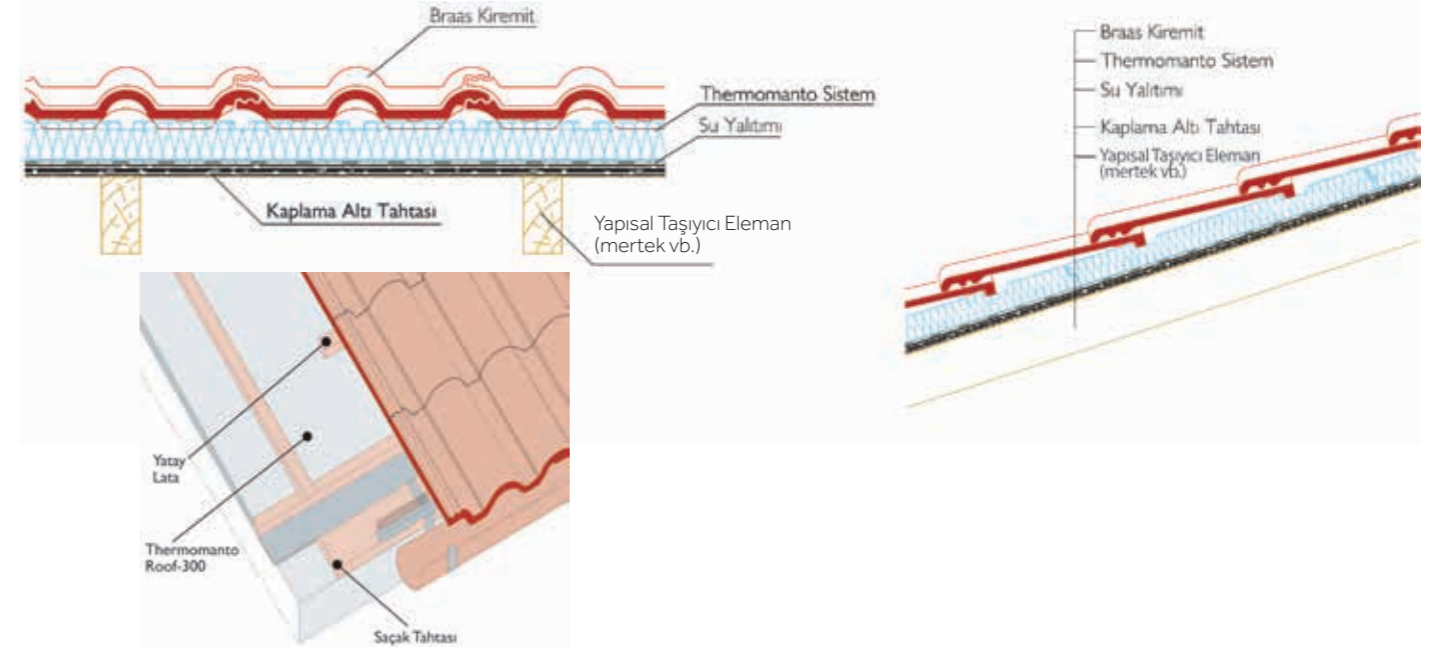 Braas Kiremit
Thermomanto Sistem
Su Yalıtımı
Kaplama Altı Tahtası
Yapısal Taşıyıcı Eleman
(mertek vb.)
Braas Kiremit
Thermomanto Sistem
Su Yalıtımı
Kaplama Altı Tahtası
Yapısal Taşıyıcı Eleman
(mertek vb.)
Yatay
Lata
Thermomanto
Roof-300
Saçak Tahtası